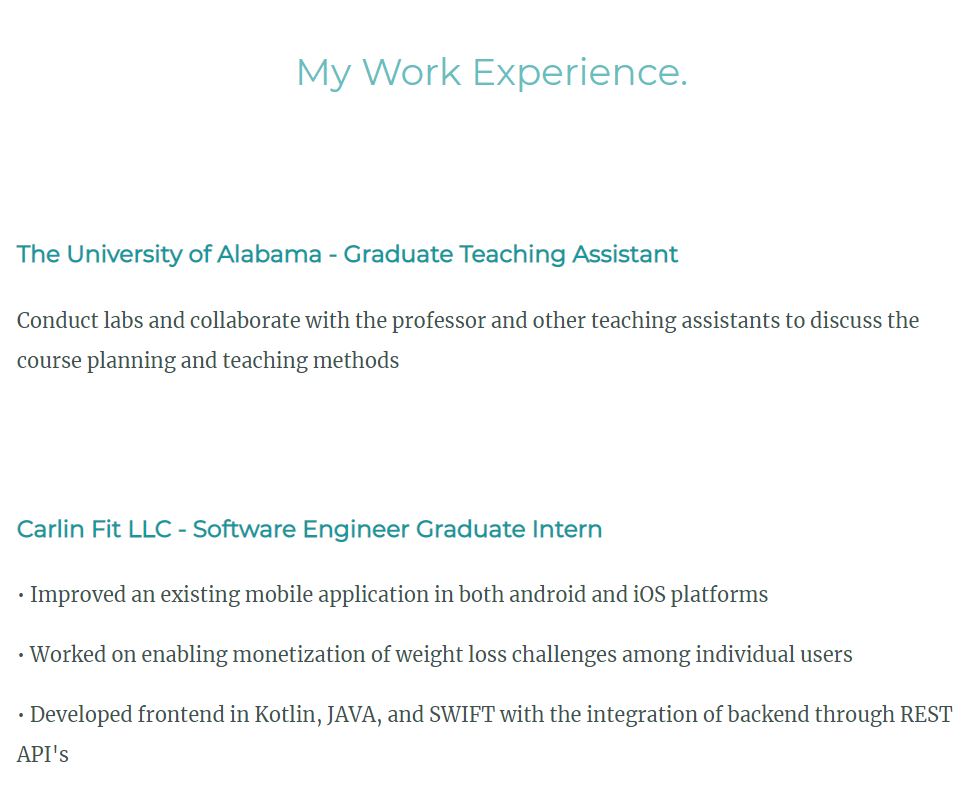 My Work Experience.
The University of Alabama - Graduate Teaching Assistant
Conduct labs and collaborate with the professor and other teaching assistants to discuss the
course planning and teaching methods
Carlin Fit LLC - Software Engineer Graduate Intern
• Improved an existing mobile application in both android and iOS platforms
• Worked on enabling monetization of weight loss challenges among individual users
• Developed frontend in Kotlin, JAVA, and SWIFT with the integration of backend through REST
API's